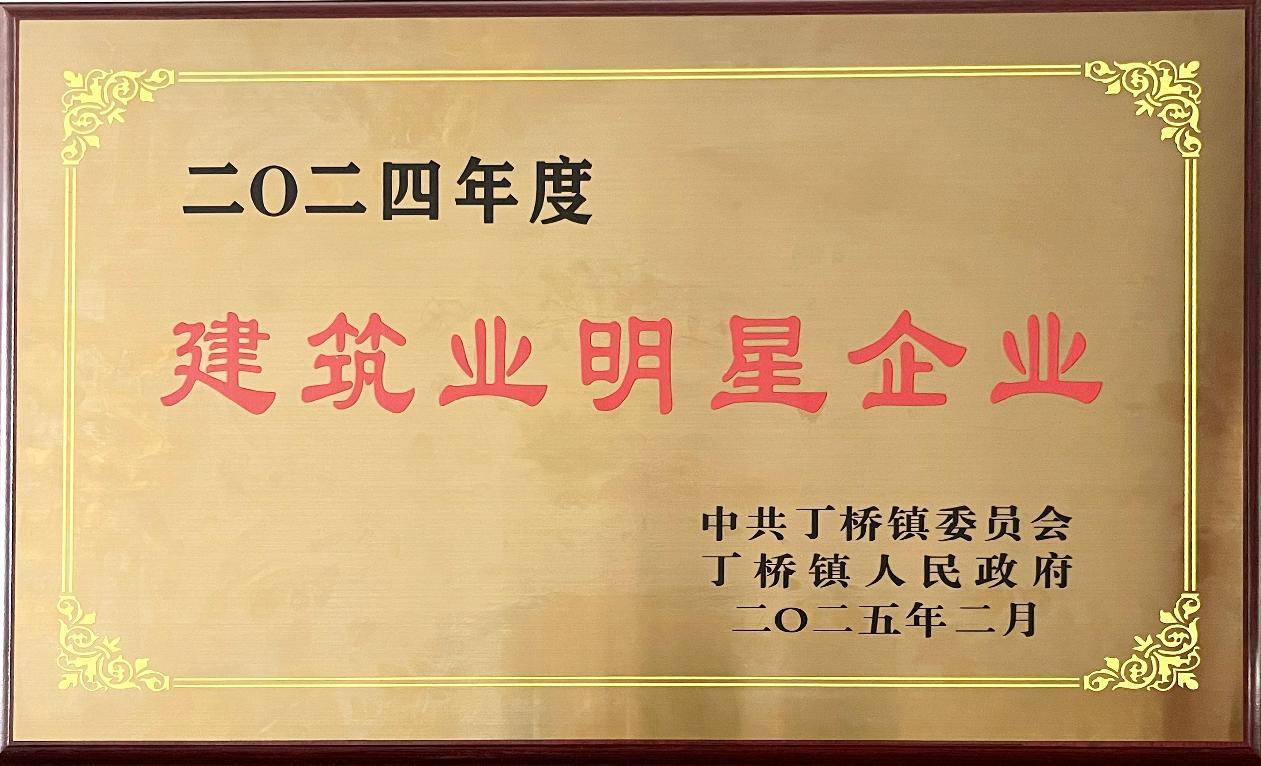 二〇二四年度
建筑业明星企业
中共丁桥镇委员会
丁桥镇人民政府
二〇二五年二月